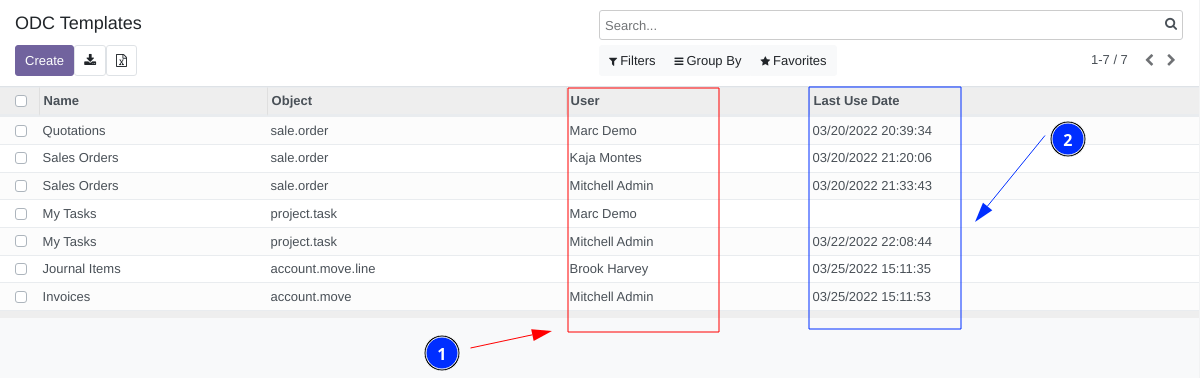 ODC Templates
Search...
Create
Filters Group By Favorites 1-7 / 7
Name Object User Last Use Date
Quotations sale.order Marc Demo 03/20/2022 20:39:34
Sales Orders sale.order Kaja Montes 03/20/2022 21:20:06
Sales Orders sale.order Mitchell Admin 03/20/2022 21:33:43
My Tasks project.task Marc Demo
My Tasks project.task Mitchell Admin 03/22/2022 22:08:44
Journal Items account.move.line Brook Harvey 03/25/2022 15:11:35
Invoices account.move Mitchell Admin 03/25/2022 15:11:53
2
1